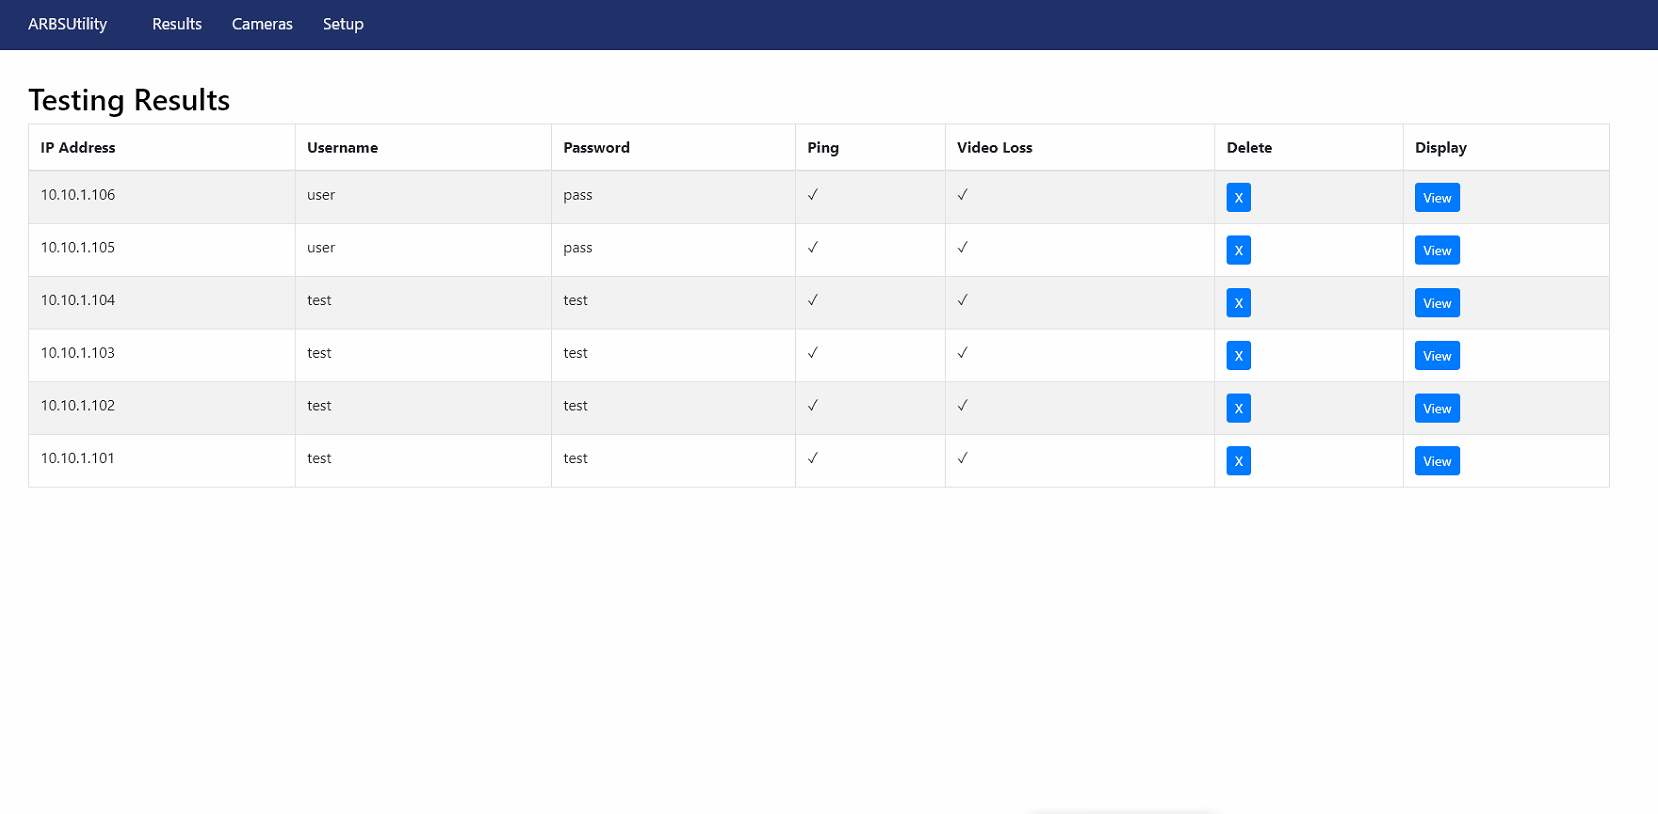 ARBSUtility Results Cameras Setup
Testing Results
IP Address Username Password Ping Video Loss Delete Display
10.10.1.106 user pass ✓ ✓ X View
10.10.1.105 user pass ✓ ✓ X View
10.10.1.104 test test ✓ ✓ X View
10.10.1.103 test test ✓ ✓ X View
10.10.1.102 test test ✓ ✓ X View
10.10.1.101 test test ✓ ✓ X View